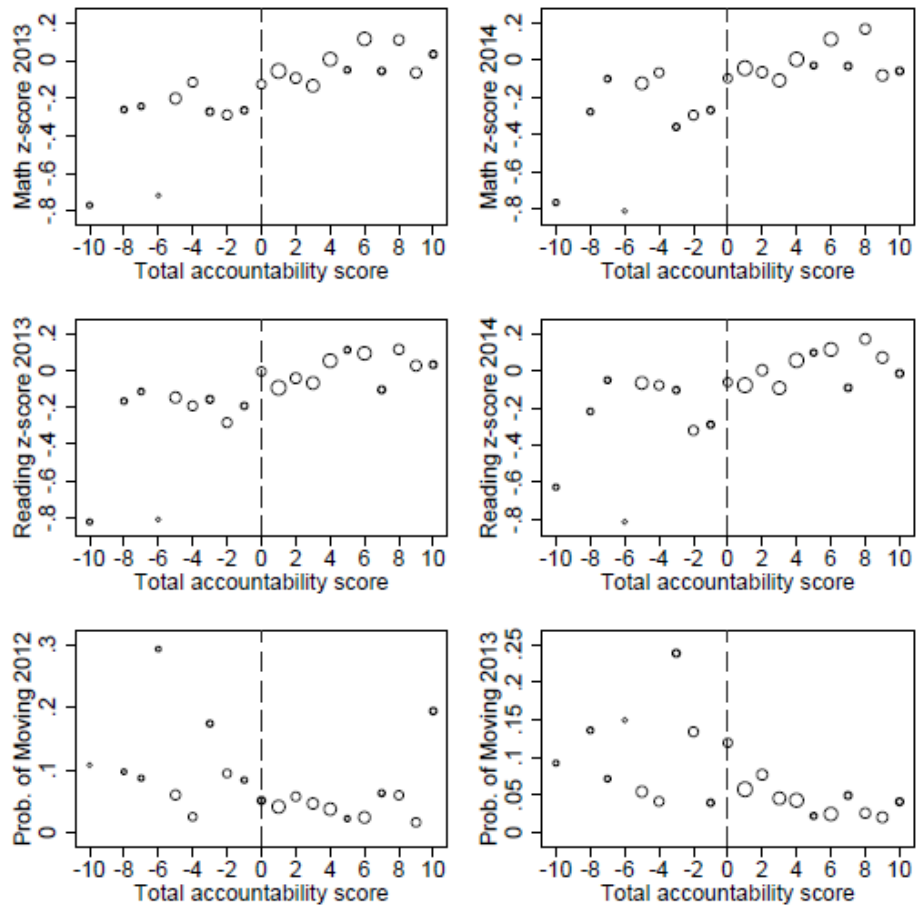 Math z-score 2013
.2
0
-.2
-.4
-.6
-.8
-10 -8 -6 -4 -2 0 2 4 6 8 10
Total accountability score
Math z-score 2014
.2
0
-.2
-.4
-.6
-.8
-10 -8 -6 -4 -2 0 2 4 6 8 10
Total accountability score
Reading z-score 2013
.2
0
-.2
-.4
-.6
-.8
-10 -8 -6 -4 -2 0 2 4 6 8 10
Total accountability score
Reading z-score 2014
.2
0
-.2
-.4
-.6
-.8
-10 -8 -6 -4 -2 0 2 4 6 8 10
Total accountability score
Prob. of Moving 2012
.3
.2
.1
0
-10 -8 -6 -4 -2 0 2 4 6 8 10
Total accountability score
Prob. of Moving 2013
.25
.2
.15
.1
.05
0
-10 -8 -6 -4 -2 0 2 4 6 8 10
Total accountability score